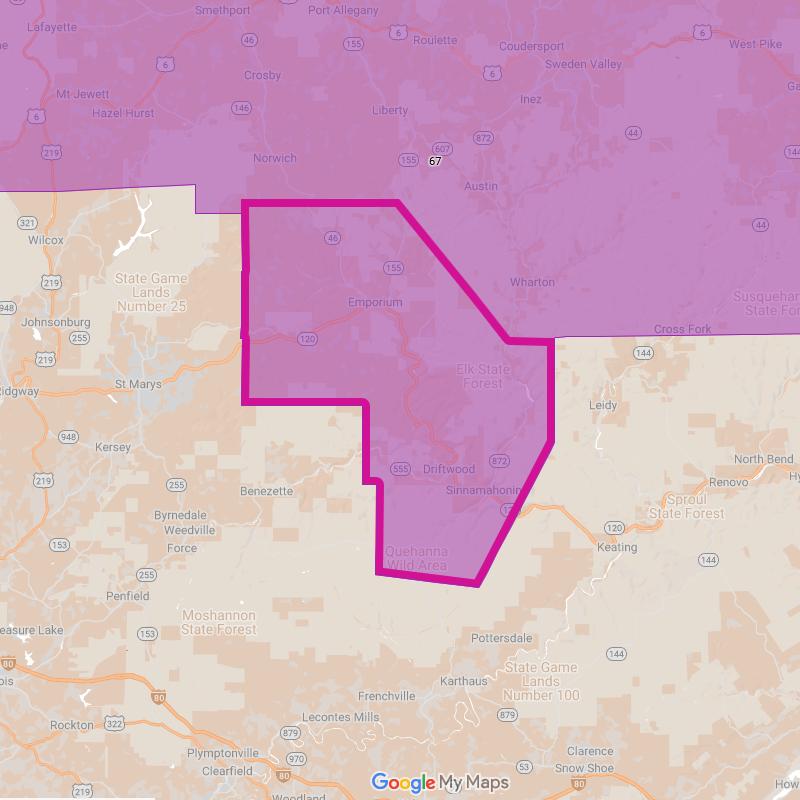 Smethport
Port Allegany
Lafayette
46
6
Roulette
155
Coudersport
6
West Pike
6
Sweden Valley
Crosby
6
Mt Jewett
Inez
Hazel Hurst
146
Liberty
6
44
872
607
219
144
Norwich
155
67
Austin
321
Wilcox
46
44
155
State Game
Lands
Number 25
219
Wharton
Emporium
948
Johnsonburg
255
Cross Fork
120
219
144
Elk State
Forest
St Marys
Ridgway
Leidy
948
Kersey
872
North Bend
555
Driftwood
219
255
Benezette
Sinnamahoning
Renovo
Sproul
State Forest
Byrnedale
Weedville
120
153
Force
Keating
Quehanna
Wild Area
144
255
Penfield
Moshannon
State Forest
153
Pottersdale
144
80
State Game
Lands
Number 100
Karthaus
80
Frenchville
Rockton
322
Lecontes Mills
879
879
Plymptonville
970
Clearfield
Clarence
Snow Shoe
53
80
80
219
Woodland
Google My Maps